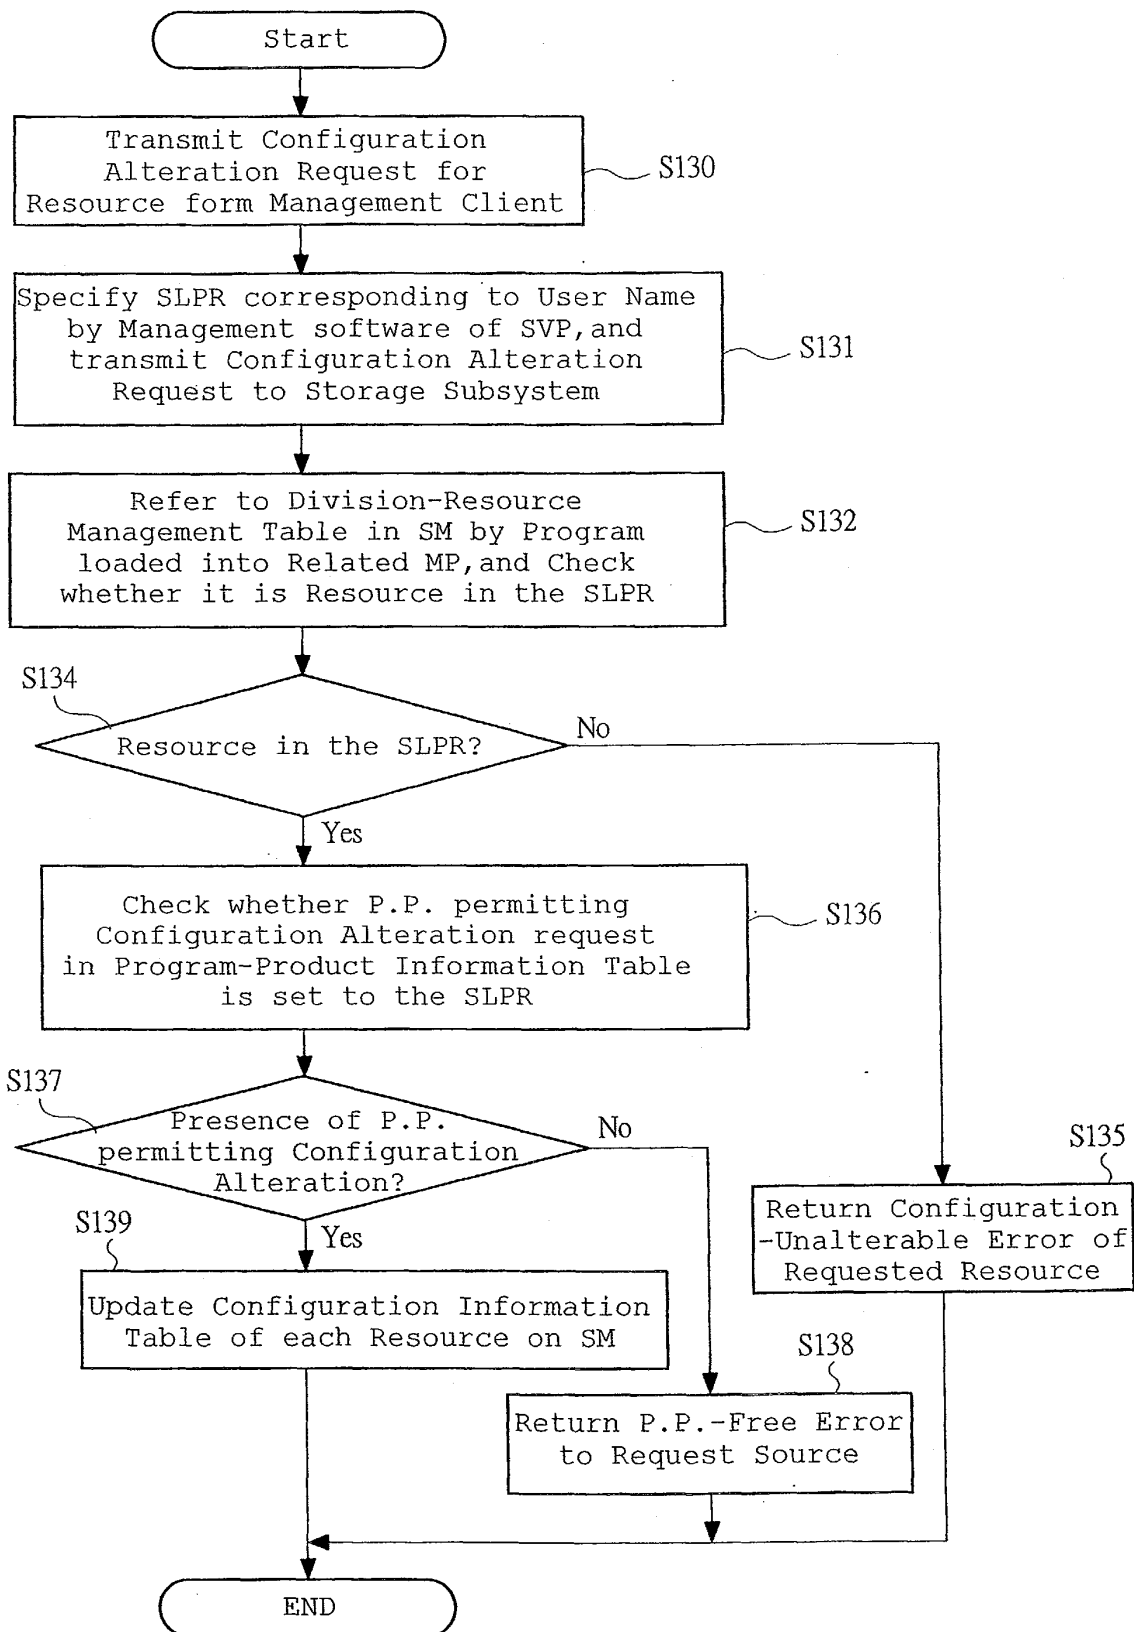 Start
Transmit Configuration
Alteration Request for
Resource form Management Client
S130
Specify SLPR corresponding to User Name
by Management software of SVP,and
transmit Configuration Alteration
Request to Storage Subsystem
S131
Refer to Division-Resource
Management Table in SM by Program
loaded into Related MP,and Check
whether it is Resource in the SLPR
S132
S134
Resource in the SLPR?
No
Yes
Check whether P.P. permitting
Configuration Alteration request
in Program-Product Information Table
is set to the SLPR
S136
S137
Presence of P.P.
permitting Configuration
Alteration?
No
Yes
S135
Return Configuration
-Unalterable Error of
Requested Resource
S139
Update Configuration Information
Table of each Resource on SM
S138
Return P.P.-Free Error
to Request Source
END